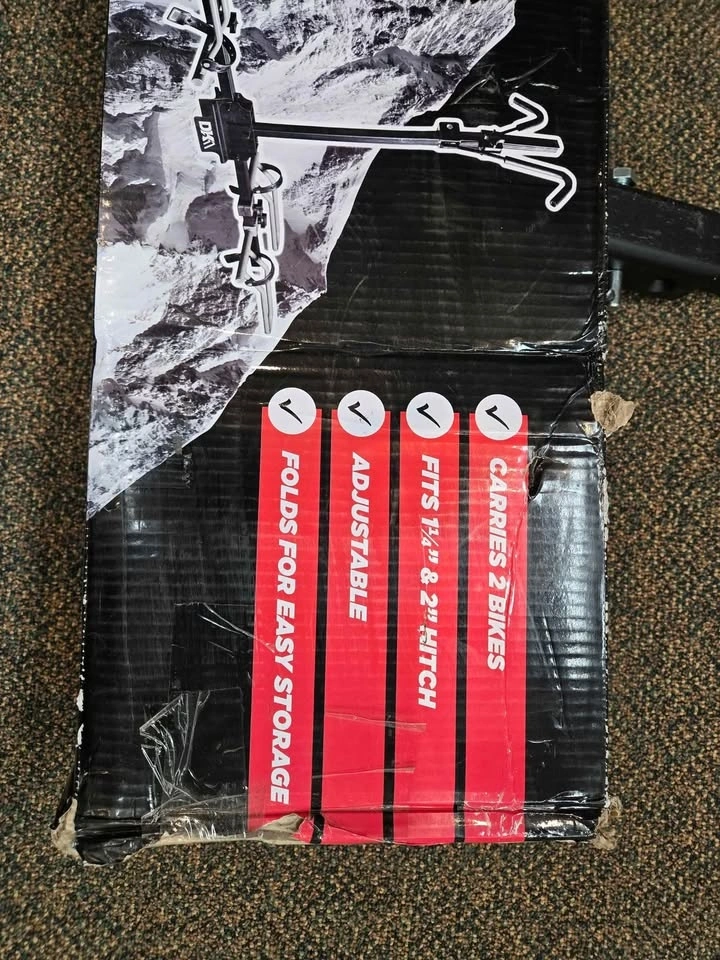 CARRIES 2 BIKES
FITS 1¼" & 2" HITCH
ADJUSTABLE
FOLDS FOR EASY STORAGE